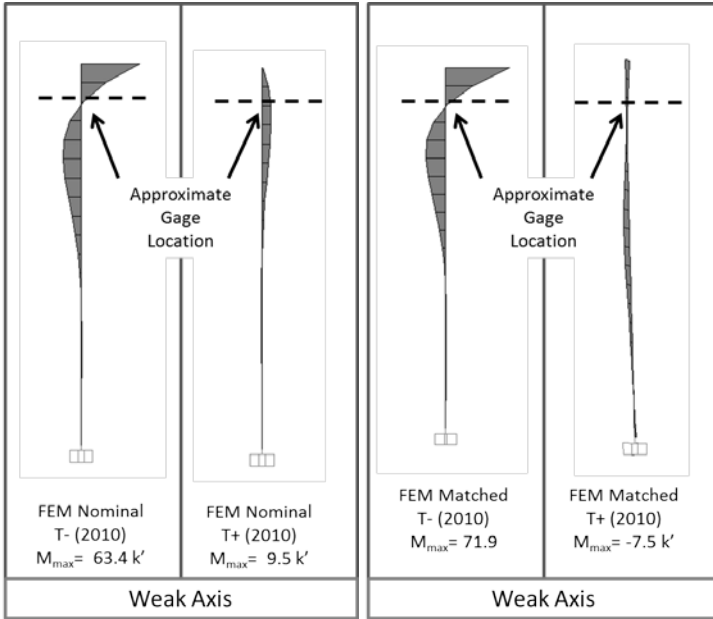 Approximate
Gage
Location
FEM Nominal
T- (2010)
Mmax= 63.4 k’
FEM Nominal
T+ (2010)
Mmax= 9.5 k’
Weak Axis
Approximate
Gage
Location
FEM Matched
T- (2010)
Mmax= 71.9
FEM Matched
T+ (2010)
Mmax= -7.5 k’
Weak Axis